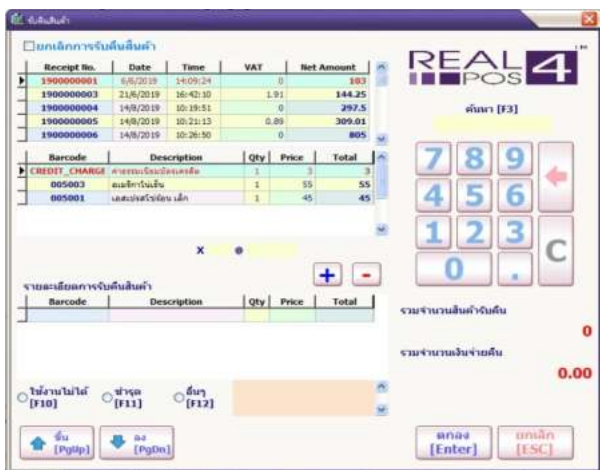 รับคืนสินค้า
ยกเลิกการรับคืนสินค้า
Receipt No. Date Time VAT Net Amount
1900000001 6/6/2019 14:09:24 0 103
1900000003 21/6/2019 16:42:10 1.91 144.25
1900000004 14/8/2019 10:19:51 0 297.5
1900000005 14/8/2019 10:21:13 0.89 309.01
1900000006 14/8/2019 10:26:50 0 805
Barcode Description Qty Price Total
CREDIT_CHARGE ค่าธรรมเนียมบัตรเครดิต 1 3 3
005003 อเมริกาโน่เย็น 1 55 55
005001 เอสเปรสโซ่ร้อน เล็ก 1 45 45
X @
+ -
รายละเอียดการรับคืนสินค้า
Barcode Description Qty Price Total
ใช้งานไม่ได้ [F10]
ชำรุด [F11]
อื่นๆ [F12]
ขึ้น [PgUp]
ลง [PgDn]
REAL POS 4 ™
ค้นหา [F3]
7 8 9
4 5 6
1 2 3 C
0 .
รวมจำนวนสินค้ารับคืน
0
รวมจำนวนเงินจ่ายคืน
0.00
ตกลง [Enter]
ยกเลิก [ESC]